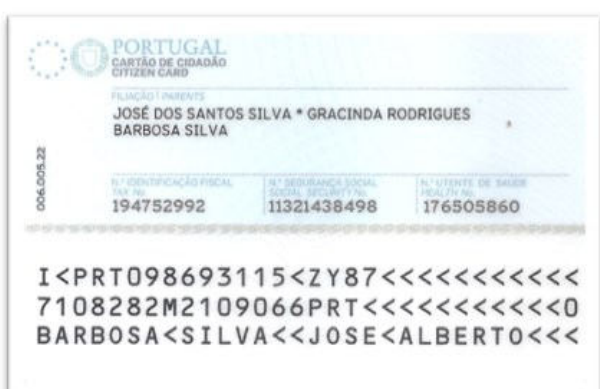 PORTUGAL
CARTÃO DE CIDADÃO
CITIZEN CARD
FILIAÇÃO / PARENTS
JOSÉ DOS SANTOS SILVA * GRACINDA RODRIGUES
BARBOSA SILVA
006.005.22
N.º IDENTIFICAÇÃO FISCAL
TAX No.
N.º SEGURANÇA SOCIAL
SOCIAL SECURITY No.
N.º UTENTE DE SAÚDE
HEALTH No.
194752992
11321438498
176505860
I<PRT098693115<ZY87<<<<<<<<<<<
7108282M2109066PRT<<<<<<<<<<<0
BARBOSA<SILVA<<JOSE<ALBERTO<<<